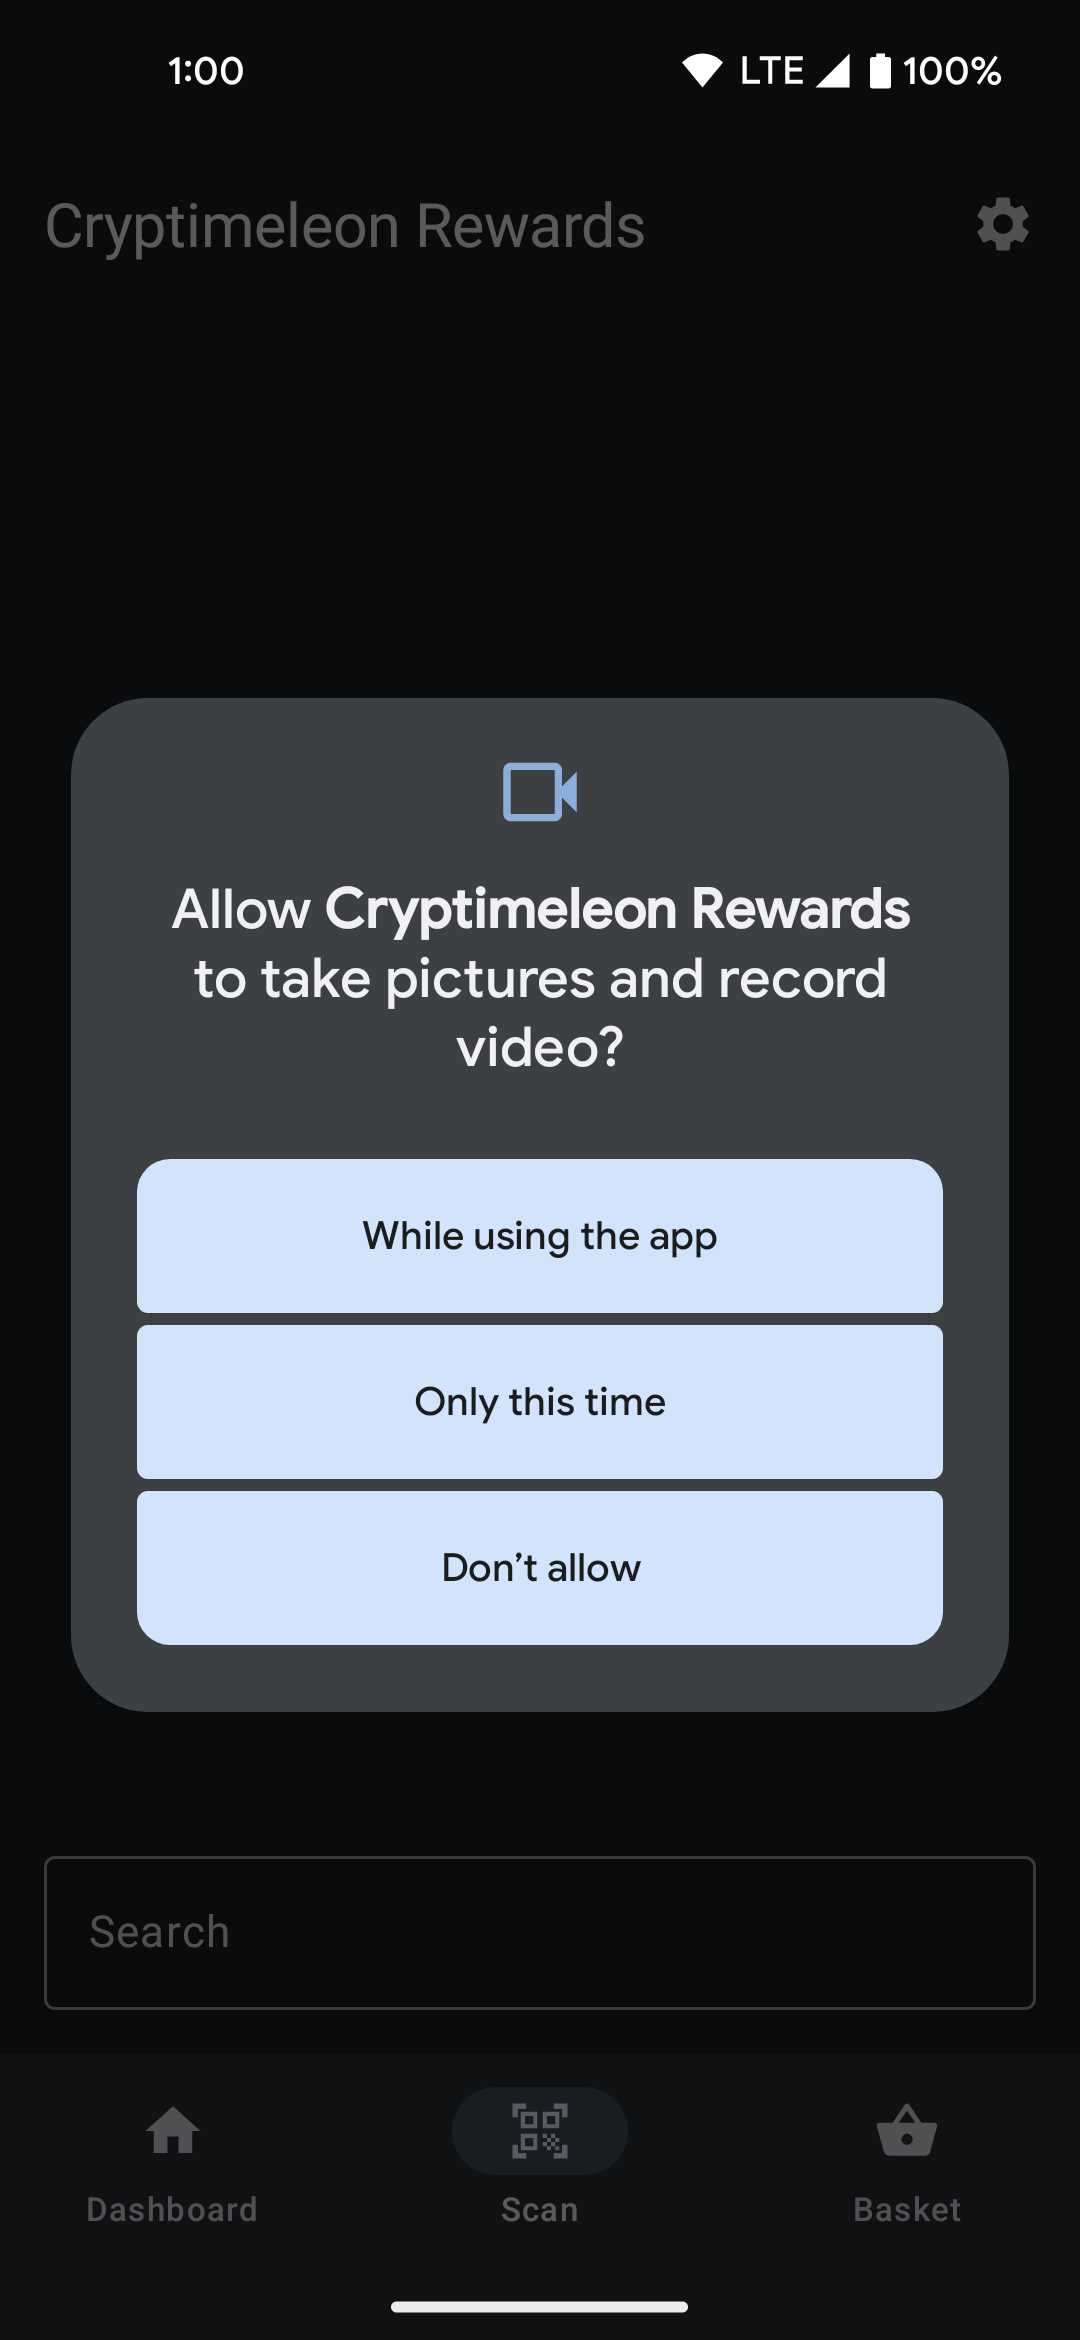 1:00 LTE 100%
Cryptimeleon Rewards
Allow Cryptimeleon Rewards
to take pictures and record
video?
While using the app
Only this time
Don’t allow
Search
Dashboard Scan Basket